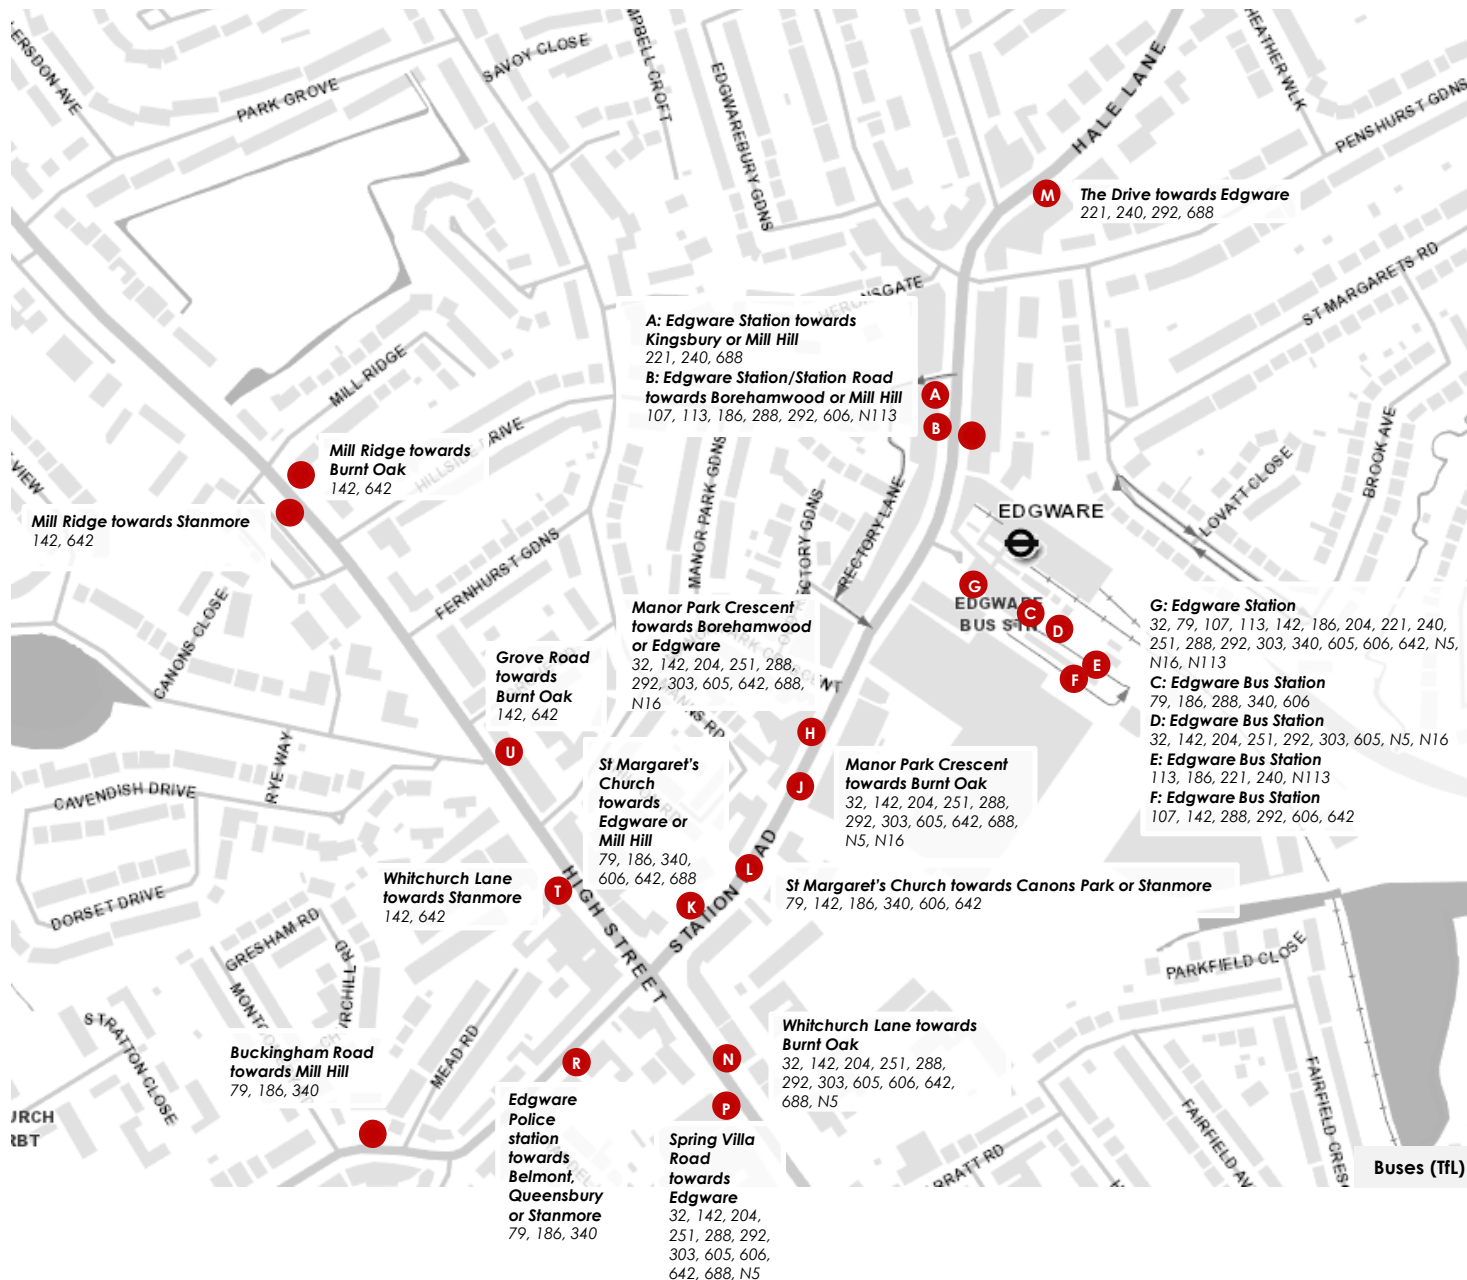 PARK GROVE
SAVOY CLOSE
EDGWAREBURY GDNS
HALE LANE
HEATHER WLK
PENSHURST GDNS
M
The Drive towards Edgware
221, 240, 292, 688
ST MARGARETS RD
A: Edgware Station towards
Kingsbury or Mill Hill
221, 240, 688
B: Edgware Station/Station Road
towards Borehamwood or Mill Hill
107, 113, 186, 288, 292, 606, N113
A
B
MILL RIDGE
DRIVE
Mill Ridge towards
Burnt Oak
142, 642
Mill Ridge towards Stanmore
142, 642
VIEW
MANOR PARK GDNS
CTORY GDNS
RECTORY LANE
BROOK AVE
LOVATT CLOSE
EDGWARE
FERNHURST GDNS
CANONS CLOSE
G
C
D
E
F
EDGWARE
BUS STN
G: Edgware Station
32, 79, 107, 113, 142, 186, 204, 221, 240,
251, 288, 292, 303, 340, 605, 606, 642, N5,
N16, N113
C: Edgware Bus Station
79, 186, 288, 340, 606
D: Edgware Bus Station
32, 142, 204, 251, 292, 303, 605, N5, N16
E: Edgware Bus Station
113, 186, 221, 240, N113
F: Edgware Bus Station
107, 142, 288, 292, 606, 642
Manor Park Crescent
towards Borehamwood
or Edgware
32, 142, 204, 251, 288,
292, 303, 605, 642, 688,
N16
Grove Road
towards
Burnt Oak
142, 642
U
H
J
RYE WAY
CAVENDISH DRIVE
St Margaret's
Church
towards
Edgware or
Mill Hill
79, 186, 340,
606, 642, 688
Manor Park Crescent
towards Burnt Oak
32, 142, 204, 251, 288,
292, 303, 605, 642, 688,
N5, N16
L
K
T
Whitchurch Lane
towards Stanmore
142, 642
HIGH STREET
STATION ROAD
St Margaret's Church towards Canons Park or Stanmore
79, 142, 186, 340, 606, 642
DORSET DRIVE
GRESHAM RD
PARKFIELD CLOSE
STRATTON CLOSE
MEAD RD
Buckingham Road
towards Mill Hill
79, 186, 340
R
N
P
Whitchurch Lane towards
Burnt Oak
32, 142, 204, 251, 288,
292, 303, 605, 606, 642,
688, N5
Edgware
Police
station
towards
Belmont,
Queensbury
or Stanmore
79, 186, 340
Spring Villa
Road
towards
Edgware
32, 142, 204,
251, 288, 292,
303, 605, 606,
642, 688, N5
FAIRFIELD AV
FAIRFIELD CRES
Buses (TfL)